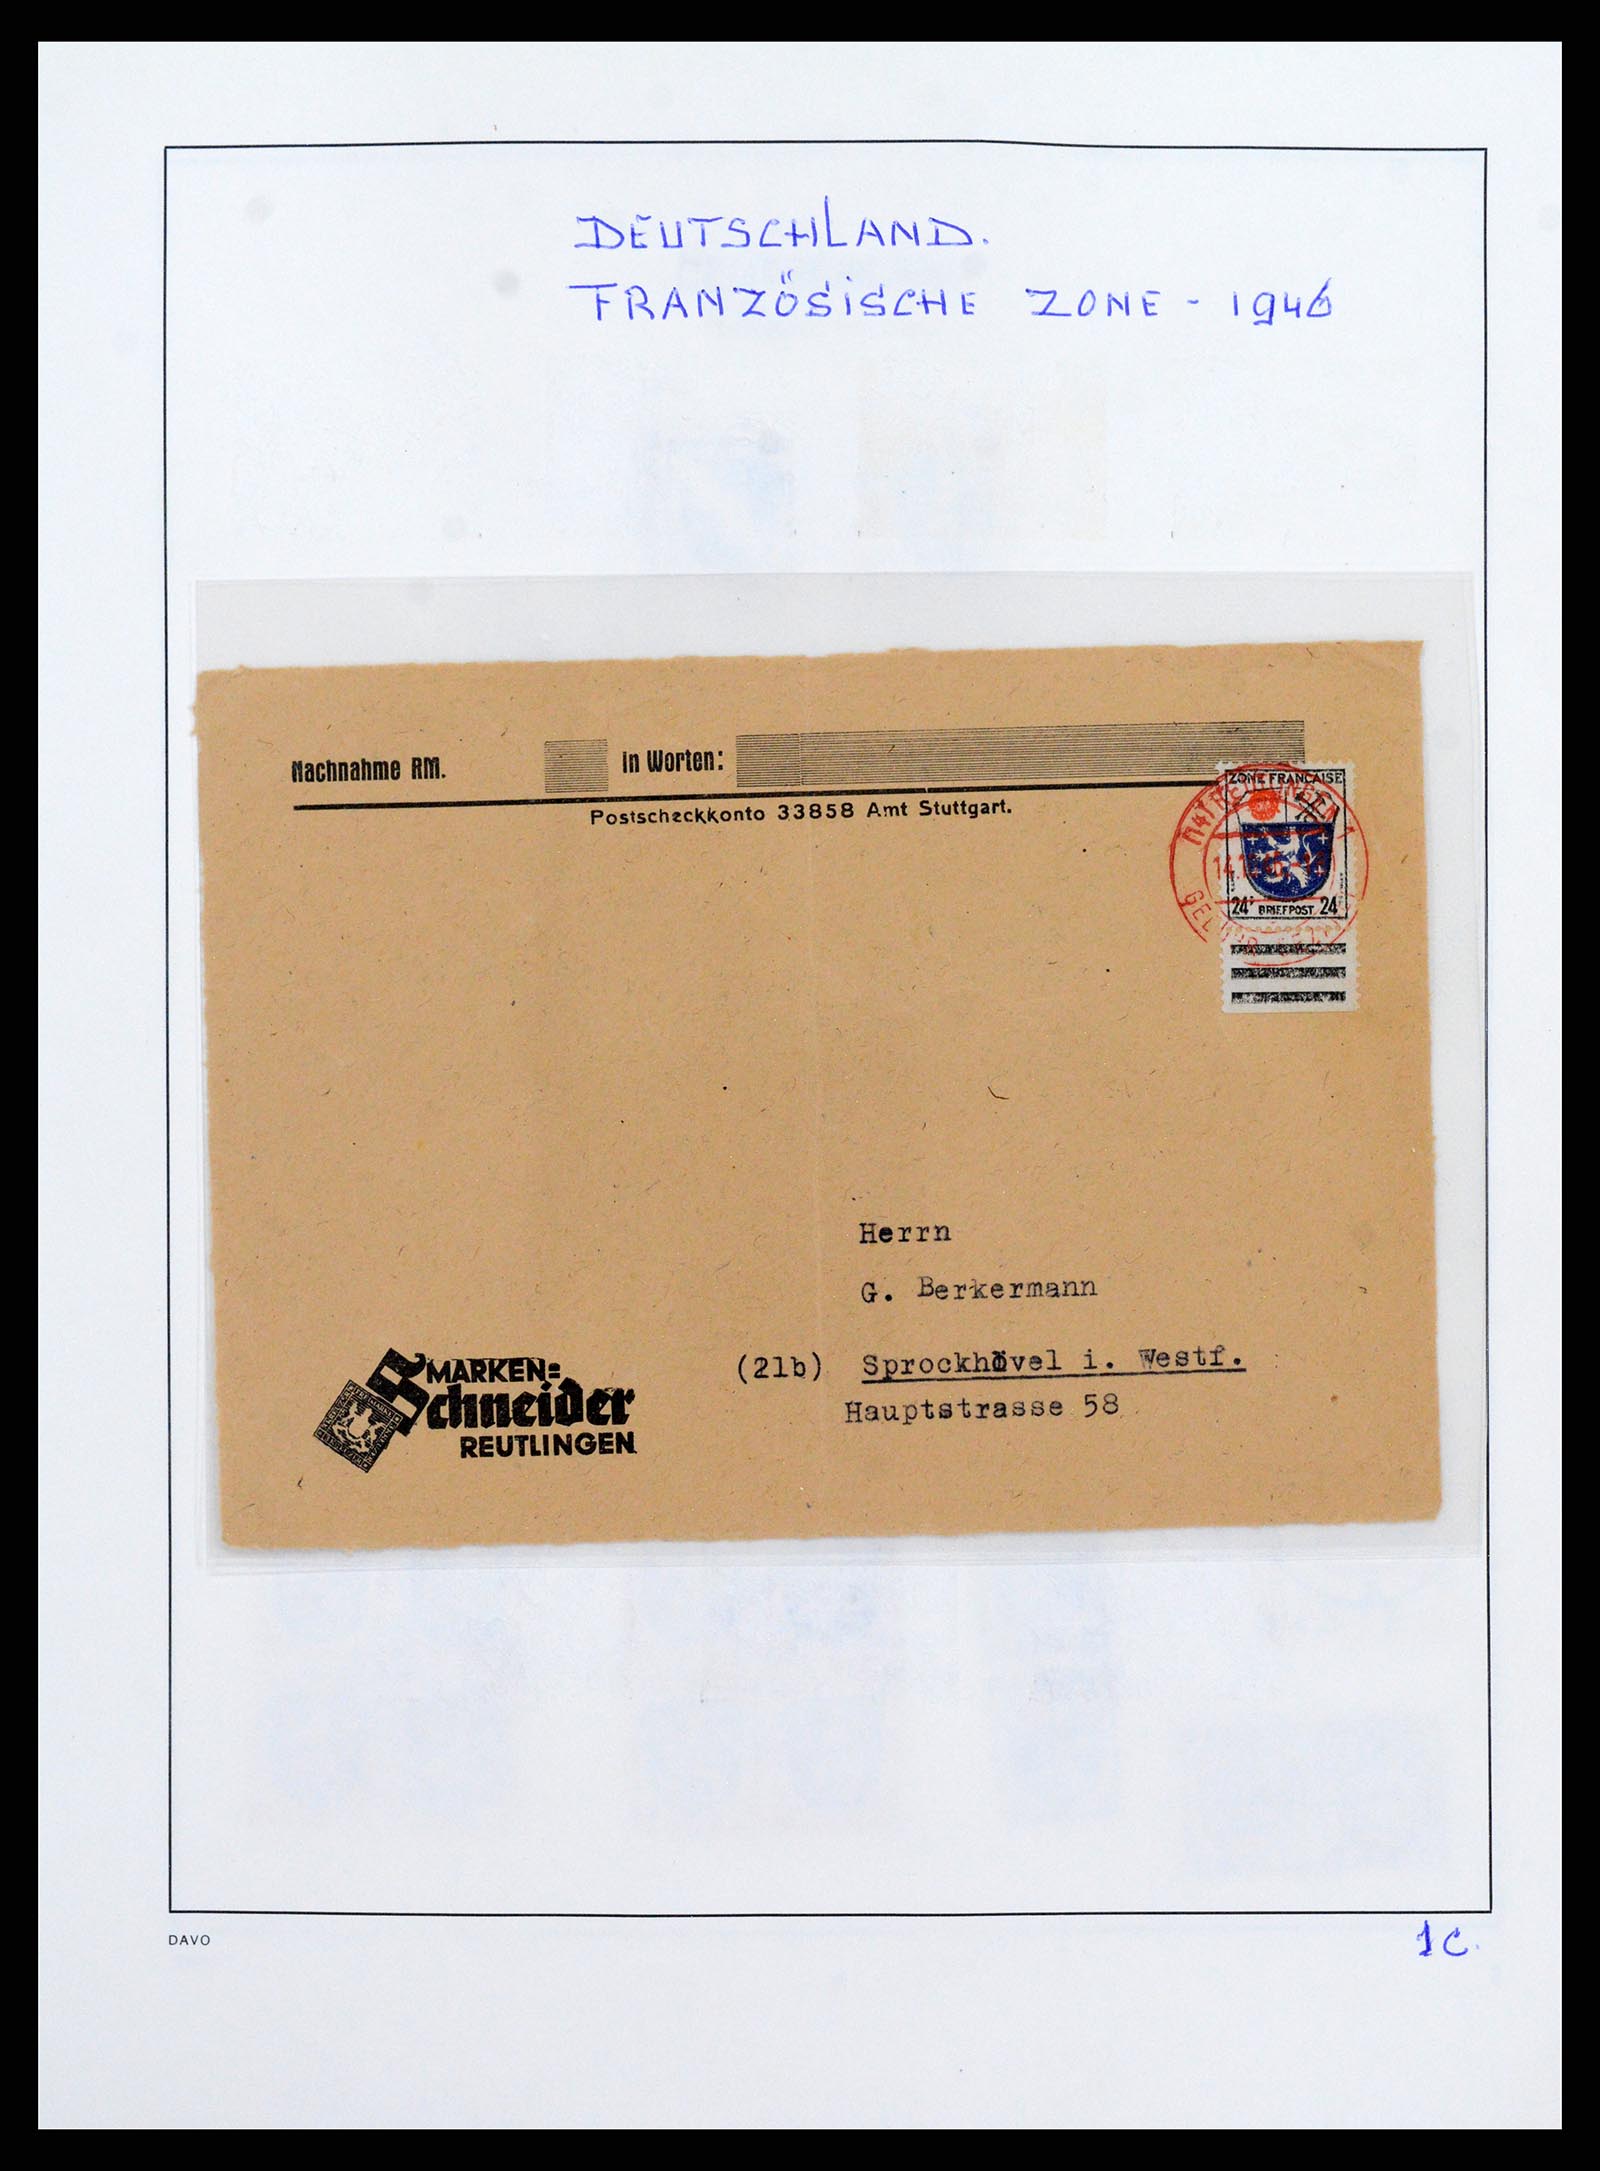 DEUTSCHLAND.
FRANZÖSISCHE ZONE - 1946
Nachnahme RM. in Worten:
Postscheckkonto 33858 Amt Stuttgart.
ZONE FRANÇAISE
24 BRIEFPOST 24
Herrn
G. Berkermann
(21b) Sprockhövel i. Westf.
Hauptstrasse 58
MARKEN=
Schneider
REUTLINGEN
DAVO
1C.